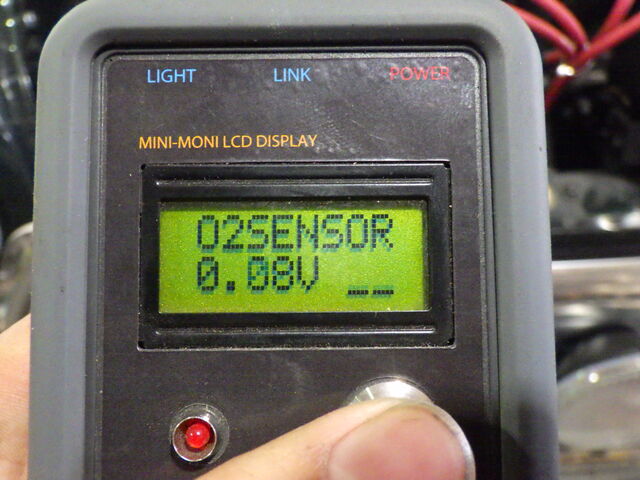 LIGHT LINK POWER
MINI-MONI LCD DISPLAY
O2SENSOR
0.08V __